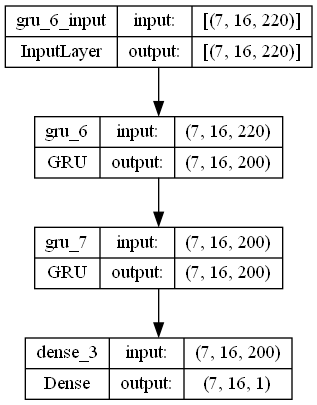 gru_6_input input: [(7, 16, 220)]
InputLayer output: [(7, 16, 220)]
gru_6 input: (7, 16, 220)
GRU output: (7, 16, 200)
gru_7 input: (7, 16, 200)
GRU output: (7, 16, 200)
dense_3 input: (7, 16, 200)
Dense output: (7, 16, 1)